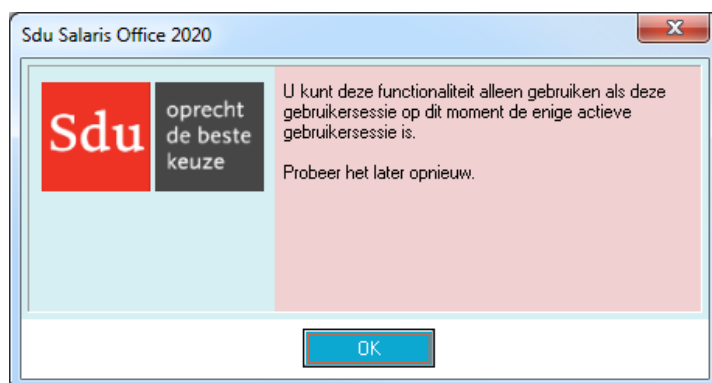 Sdu Salaris Office 2020
Sdu
oprecht
de beste
keuze
U kunt deze functionaliteit alleen gebruiken als deze
gebruikersessie op dit moment de enige actieve
gebruikersessie is.
Probeer het later opnieuw.
OK